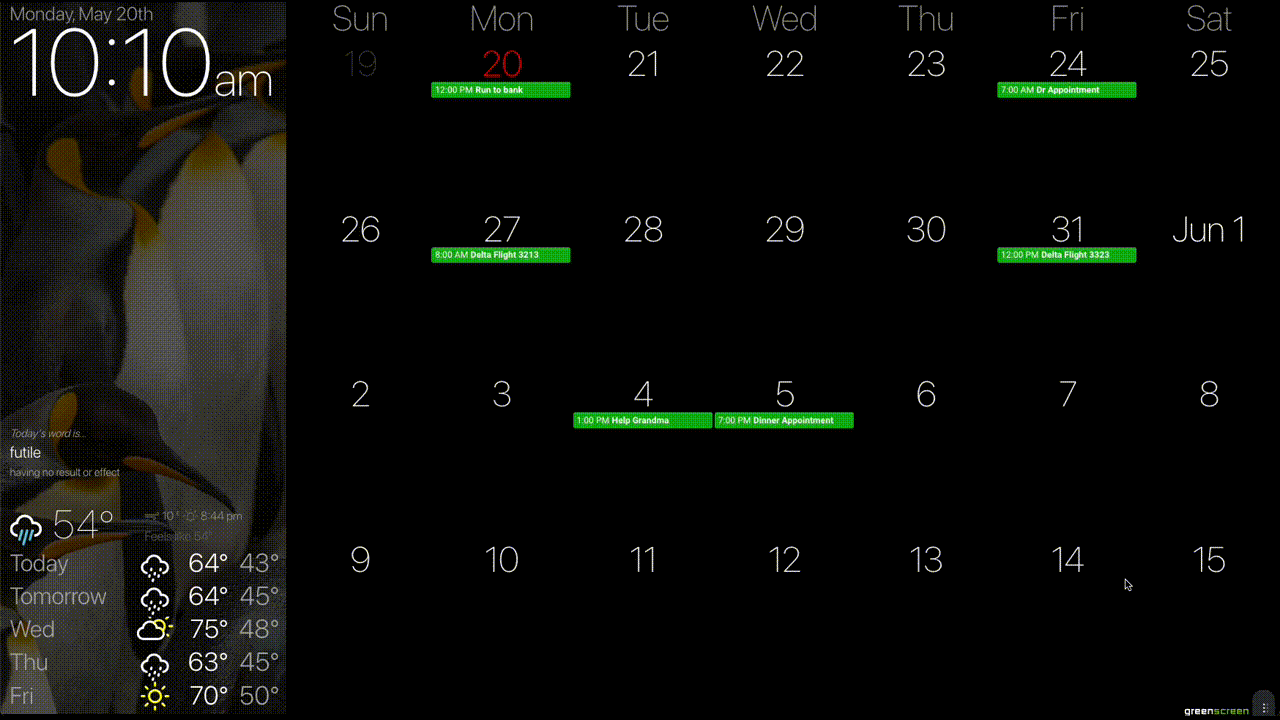 Monday, May 20th
10:10am
Today's word is...
futile
having no result or effect
54° 10 8:44 pm
Feels like 54°
Today 64° 43°
Tomorrow 64° 45°
Wed 75° 48°
Thu 63° 45°
Fri 70° 50°
Sun Mon Tue Wed Thu Fri Sat
19 20 21 22 23 24 25
12:00 PM Run to bank 7:00 AM Dr Appointment
26 27 28 29 30 31 Jun 1
8:00 AM Delta Flight 3213 12:00 PM Delta Flight 3323
2 3 4 5 6 7 8
1:00 PM Help Grandma 7:00 PM Dinner Appointment
9 10 11 12 13 14 15
greenscreen